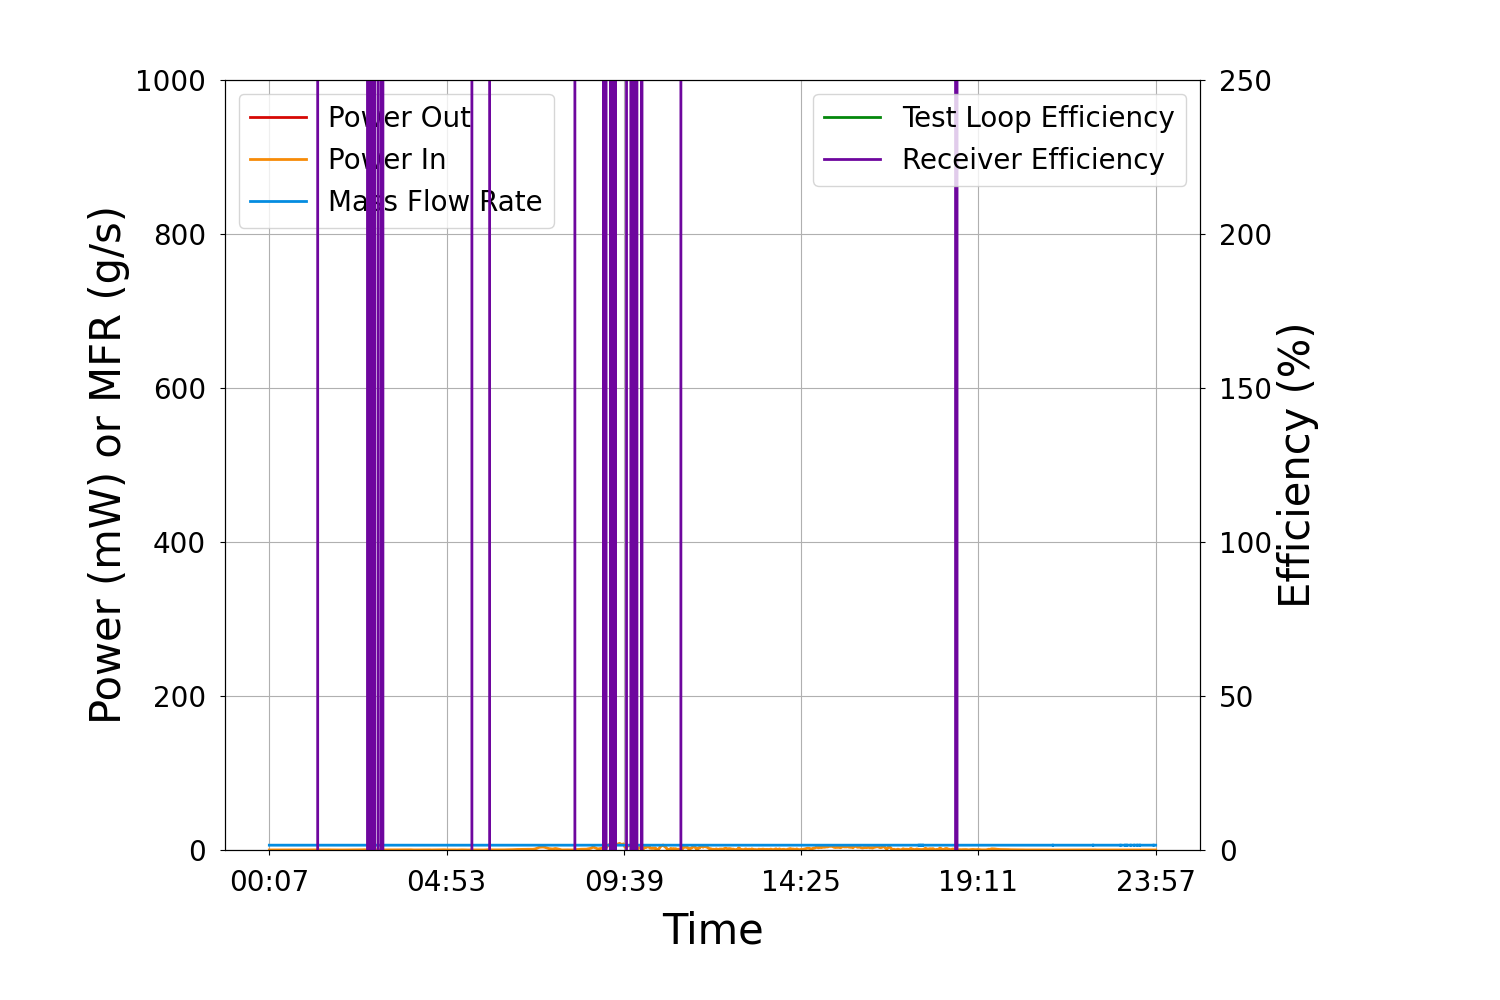 1000
800
600
400
200
0
Power (mW) or MFR (g/s)
Power Out
Power In
Mass Flow Rate
Test Loop Efficiency
Receiver Efficiency
250
200
150
100
50
0
Efficiency (%)
00:07 04:53 09:39 14:25 19:11 23:57
Time